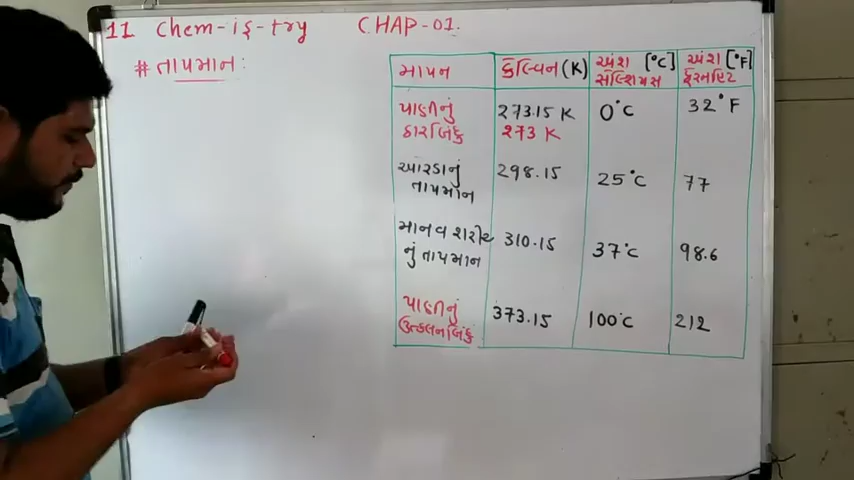 11 Chem-is-try CHAP-01.
# તાપમાન:
માપન કેલ્વિન (K) અંશ [°C] સેલ્શિયસ અંશ [°F] ફેરનહિટ
પાણીનું ઠારબિંદુ 273.15 K 0°C 32°F
273 K
ઓરડાનું તાપમાન 298.15 25°C 77
માનવ શરીર નું તાપમાન 310.15 37°C 98.6
પાણીનું ઉત્કલનબિંદુ 373.15 100°C 212